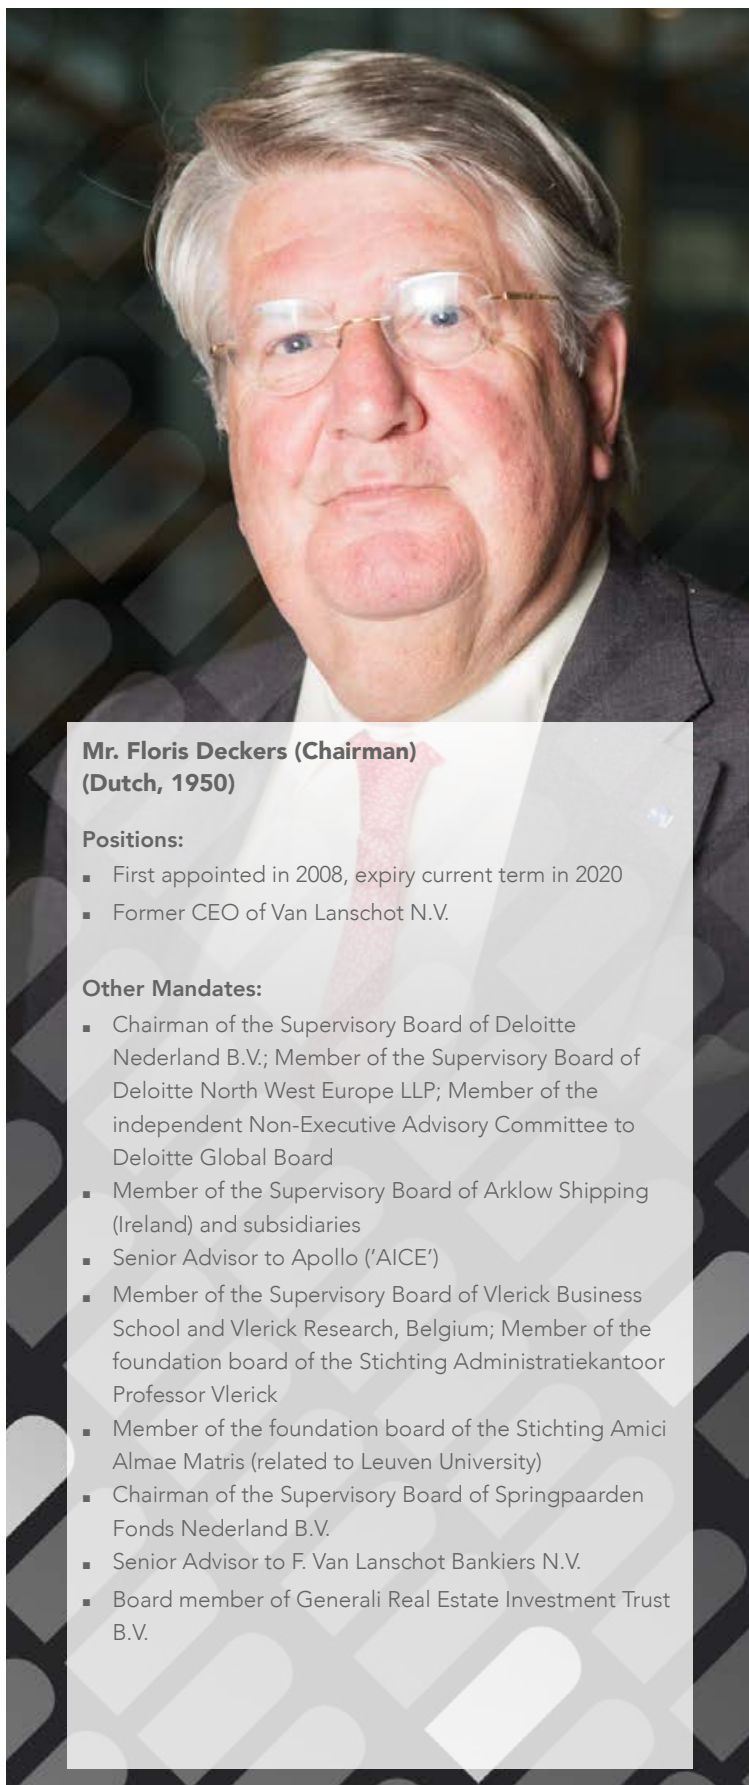 Mr. Floris Deckers (Chairman)
(Dutch, 1950)
Positions:
▪ First appointed in 2008, expiry current term in 2020
▪ Former CEO of Van Lanschot N.V.
Other Mandates:
▪ Chairman of the Supervisory Board of Deloitte
Nederland B.V.; Member of the Supervisory Board of
Deloitte North West Europe LLP; Member of the
independent Non-Executive Advisory Committee to
Deloitte Global Board
▪ Member of the Supervisory Board of Arklow Shipping
(Ireland) and subsidiaries
▪ Senior Advisor to Apollo (’AICE’)
▪ Member of the Supervisory Board of Vlerick Business
School and Vlerick Research, Belgium; Member of the
foundation board of the Stichting Administratiekantoor
Professor Vlerick
▪ Member of the foundation board of the Stichting Amici
Almae Matris (related to Leuven University)
▪ Chairman of the Supervisory Board of Springpaarden
Fonds Nederland B.V.
▪ Senior Advisor to F. Van Lanschot Bankiers N.V.
▪ Board member of Generali Real Estate Investment Trust
B.V.